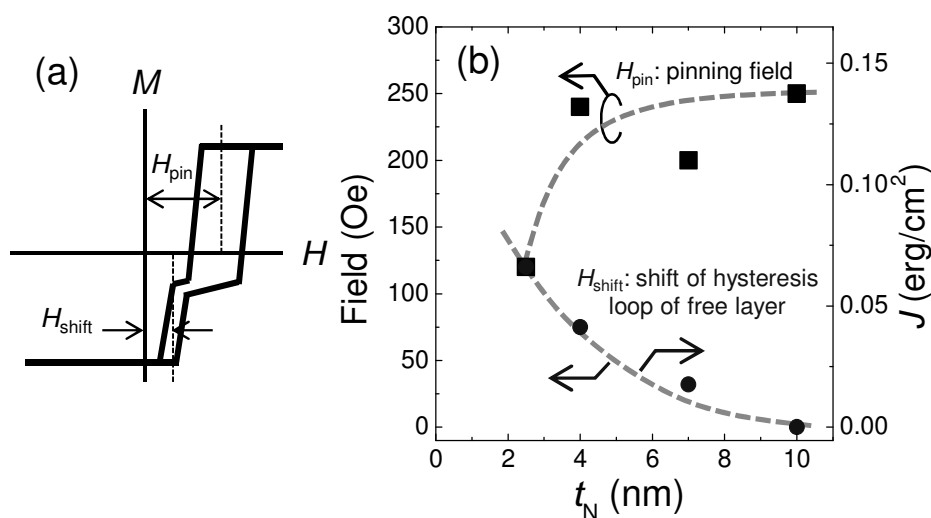 (a)
M
H
H_pin
H_shift
(b)
H_pin: pinning field
H_shift: shift of hysteresis
loop of free layer
Field (Oe)
300
250
200
150
100
50
0
0 2 4 6 8 10
t_N (nm)
0.15
0.10
0.05
0.00
J (erg/cm²)